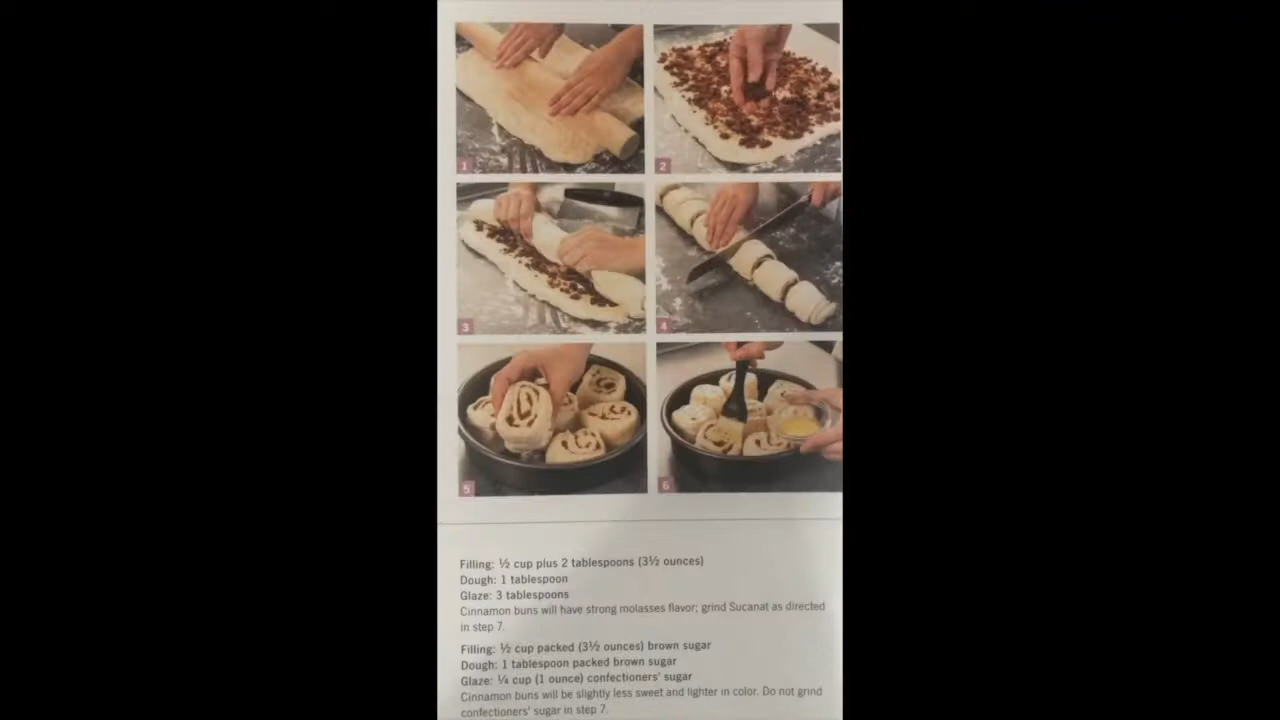 1
2
3
4
5
6
Filling: ½ cup plus 2 tablespoons (3½ ounces)
Dough: 1 tablespoon
Glaze: 3 tablespoons
Cinnamon buns will have strong molasses flavor; grind Sucanat as directed
in step 7.
Filling: ½ cup packed (3½ ounces) brown sugar
Dough: 1 tablespoon packed brown sugar
Glaze: ¼ cup (1 ounce) confectioners' sugar
Cinnamon buns will be slightly less sweet and lighter in color. Do not grind
confectioners' sugar in step 7.